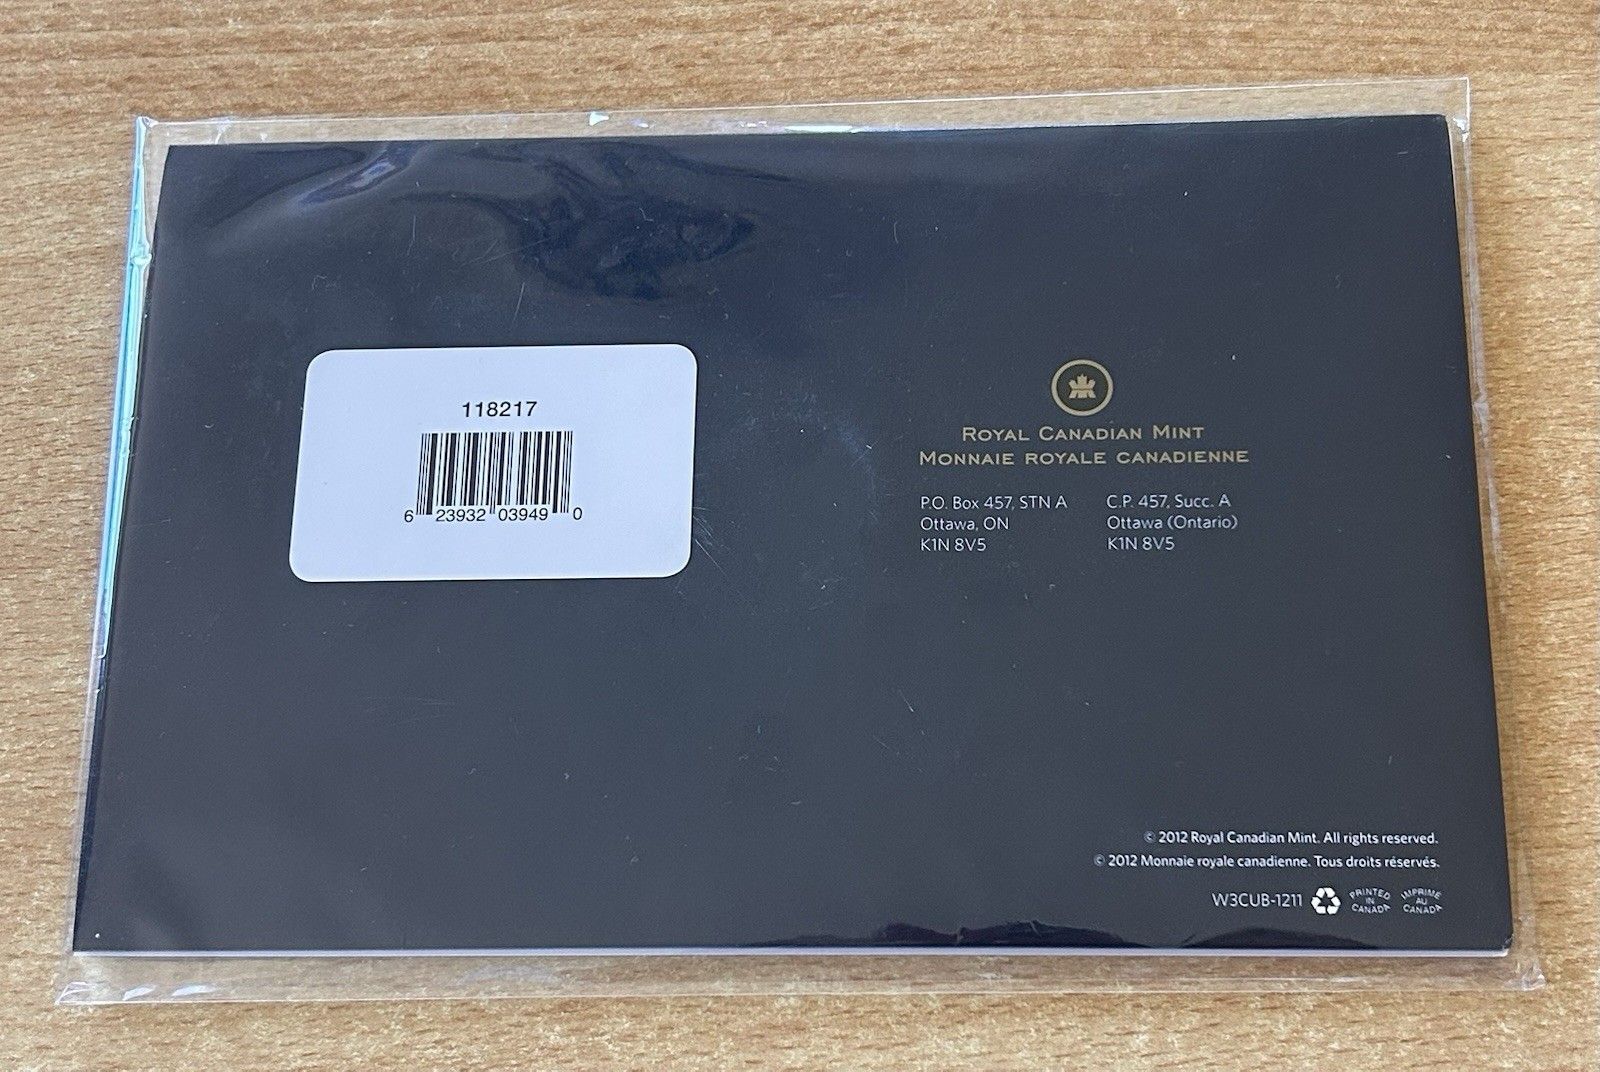 118217
6 23932 03949 0
ROYAL CANADIAN MINT
MONNAIE ROYALE CANADIENNE
P.O. Box 457, STN A
Ottawa, ON
K1N 8V5
C.P. 457, Succ. A
Ottawa (Ontario)
K1N 8V5
© 2012 Royal Canadian Mint. All rights reserved.
© 2012 Monnaie royale canadienne. Tous droits réservés.
W3CUB-1211
PRINTED
IN
CANADA
IMPRIMÉ
AU
CANADA